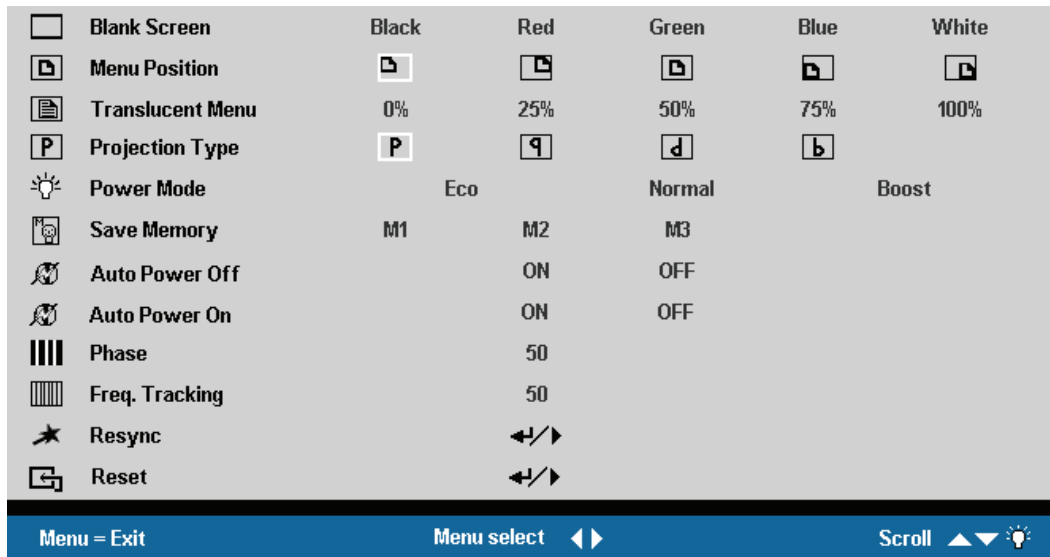 Blank Screen Black Red Green Blue White
Menu Position
Translucent Menu 0% 25% 50% 75% 100%
P Projection Type P q d b
Power Mode Eco Normal Boost
M Save Memory M1 M2 M3
Auto Power Off ON OFF
Auto Power On ON OFF
Phase 50
Freq. Tracking 50
Resync /
Reset /
Menu = Exit Menu select Scroll